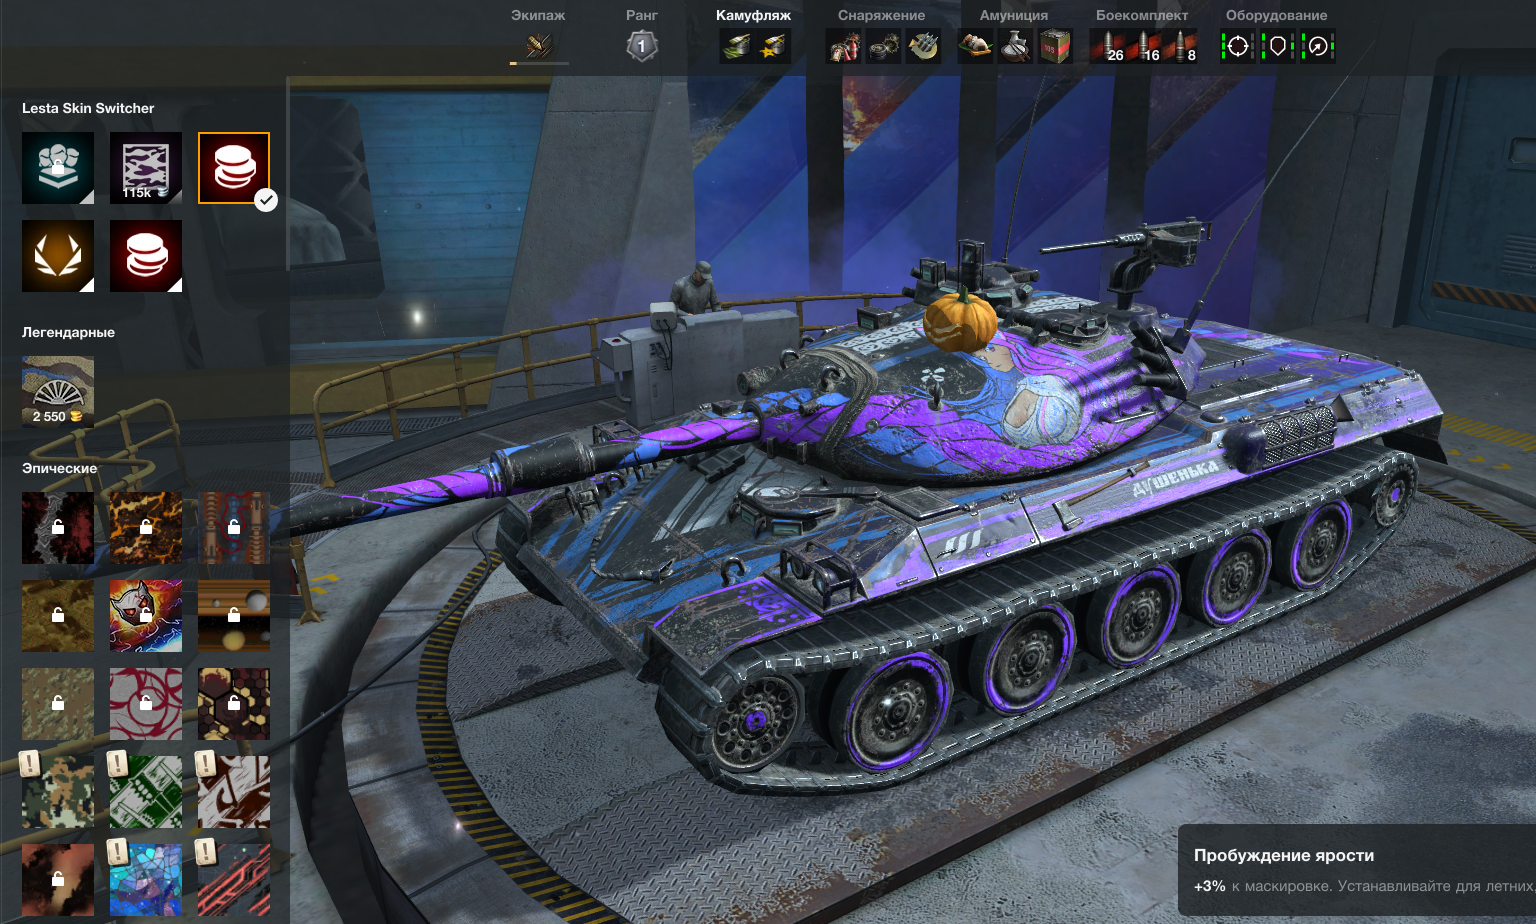 Экипаж
Ранг
Камуфляж
Снаряжение
Амуниция
Боекомплект
Оборудование
1
26
16
8
Lesta Skin Switcher
115k
Легендарные
2 550
Эпические
ДУШЕНЬКА
Пробуждение ярости
+3% к маскировке. Устанавливайте для летних,